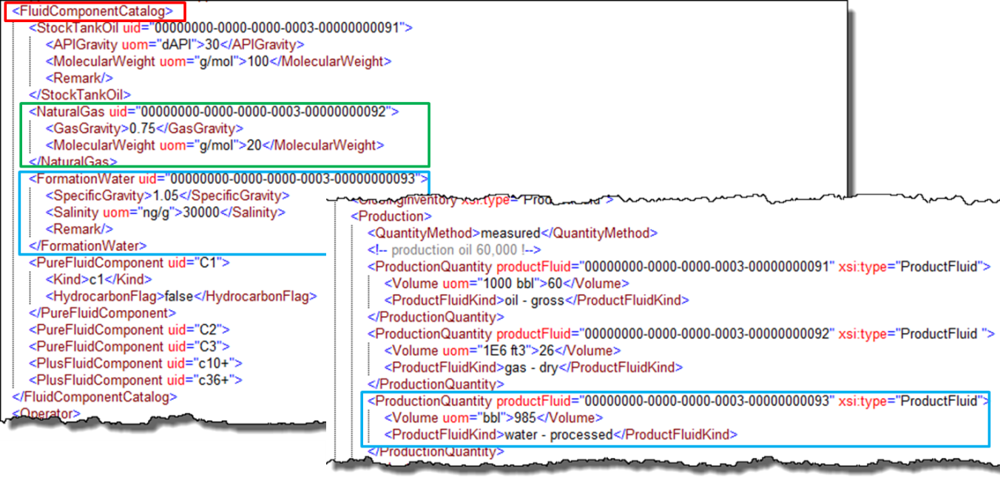 <FluidComponentCatalog>
<StockTankOil uid="00000000-0000-0000-0003-00000000091">
<APIGravity uom="dAPI">30</APIGravity>
<MolecularWeight uom="g/mol">100</MolecularWeight>
<Remark/>
</StockTankOil>
<NaturalGas uid="00000000-0000-0000-0003-00000000092">
<GasGravity>0.75</GasGravity>
<MolecularWeight uom="g/mol">20</MolecularWeight>
</NaturalGas>
<FormationWater uid="00000000-0000-0000-0003-00000000093">
<SpecificGravity>1.05</SpecificGravity>
<Salinity uom="ng/g">30000</Salinity>
<Remark/>
</FormationWater>
<PureFluidComponent uid="C1">
<Kind>c1</Kind>
<HydrocarbonFlag>false</HydrocarbonFlag>
</PureFluidComponent>
<PureFluidComponent uid="C2">
<PureFluidComponent uid="C3">
<PlusFluidComponent uid="c10+">
<PlusFluidComponent uid="c36+">
</FluidComponentCatalog>
<Operator>
<Production>
<QuantityMethod>measured</QuantityMethod>
<!-- production oil 60,000 !-->
<ProductionQuantity productFluid="00000000-0000-0000-0003-00000000091" xsi:type="ProductFluid">
<Volume uom="1000 bbl">60</Volume>
<ProductFluidKind>oil - gross</ProductFluidKind>
</ProductionQuantity>
<ProductionQuantity productFluid="00000000-0000-0000-0003-00000000092" xsi:type="ProductFluid ">
<Volume uom="1E6 ft3">26</Volume>
<ProductFluidKind>gas - dry</ProductFluidKind>
</ProductionQuantity>
<ProductionQuantity productFluid="00000000-0000-0000-0003-00000000093" xsi:type="ProductFluid">
<Volume uom="bbl">985</Volume>
<ProductFluidKind>water - processed</ProductFluidKind>
</ProductionQuantity>